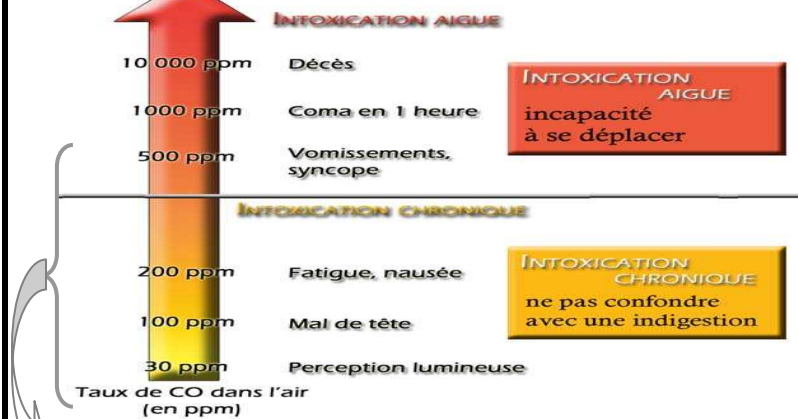 INTOXICATION AIGUE
10 000 ppm Décès
1000 ppm Coma en 1 heure
500 ppm Vomissements,
syncope
INTOXICATION
AIGUE
incapacité
à se déplacer
INTOXICATION CHRONIQUE
200 ppm Fatigue, nausée
100 ppm Mal de tête
30 ppm Perception lumineuse
INTOXICATION
CHRONIQUE
ne pas confondre
avec une indigestion
Taux de CO dans l'air
(en ppm)